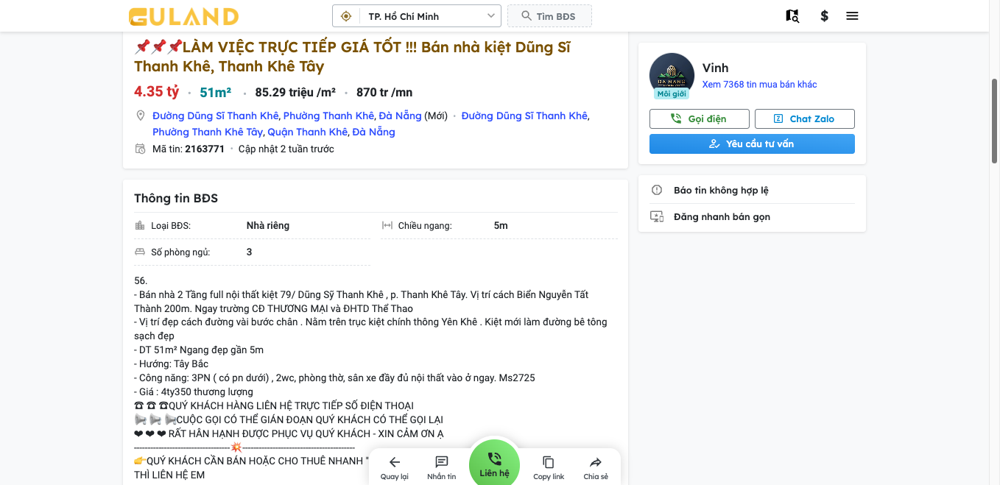 GULAND
TP. Hồ Chí Minh
Tìm BĐS
$
📌📌📌LÀM VIỆC TRỰC TIẾP GIÁ TỐT !!! Bán nhà kiệt Dũng Sĩ
Thanh Khê, Thanh Khê Tây
4.35 tỷ · 51m² · 85.29 triệu /m² · 870 tr /mn
Đường Dũng Sĩ Thanh Khê, Phường Thanh Khê, Đà Nẵng (Mới) · Đường Dũng Sĩ Thanh Khê,
Phường Thanh Khê Tây, Quận Thanh Khê, Đà Nẵng
Mã tin: 2163771 · Cập nhật 2 tuần trước
Thông tin BĐS
Loại BĐS: Nhà riêng
Chiều ngang: 5m
Số phòng ngủ: 3
56.
- Bán nhà 2 Tầng full nội thất kiệt 79/ Dũng Sỹ Thanh Khê , p. Thanh Khê Tây. Vị trí cách Biển Nguyễn Tất
Thành 200m. Ngay trường CĐ THƯƠNG MẠI và ĐHTD Thể Thao
- Vị trí đẹp cách đường vài bước chân . Nằm trên trục kiệt chính thông Yên Khê . Kiệt mới làm đường bê tông
sạch đẹp
- DT 51m² Ngang đẹp gần 5m
- Hướng: Tây Bắc
- Công năng: 3PN ( có pn dưới) , 2wc, phòng thờ, sân xe đầy đủ nội thất vào ở ngay. Ms2725
- Giá : 4ty350 thương lượng
☎ ☎ ☎QUÝ KHÁCH HÀNG LIÊN HỆ TRỰC TIẾP SỐ ĐIỆN THOẠI
📢 📢 📢CUỘC GỌI CÓ THỂ GIÁN ĐOẠN QUÝ KHÁCH CÓ THỂ GỌI LẠI
❤ ❤ ❤ RẤT HÂN HẠNH ĐƯỢC PHỤC VỤ QUÝ KHÁCH - XIN CẢM ƠN Ạ
-----------------------------------💥-----------------------------------------
👉QUÝ KHÁCH CẦN BÁN HOẶC CHO THUÊ NHANH "
THÌ LIÊN HỆ EM
ĐÀ NẴNG
Môi giới
Vinh
Xem 7368 tin mua bán khác
Gọi điện
Chat Zalo
Yêu cầu tư vấn
Báo tin không hợp lệ
Đăng nhanh bán gọn
Quay lại
Nhắn tin
Liên hệ
Copy link
Chia sẻ